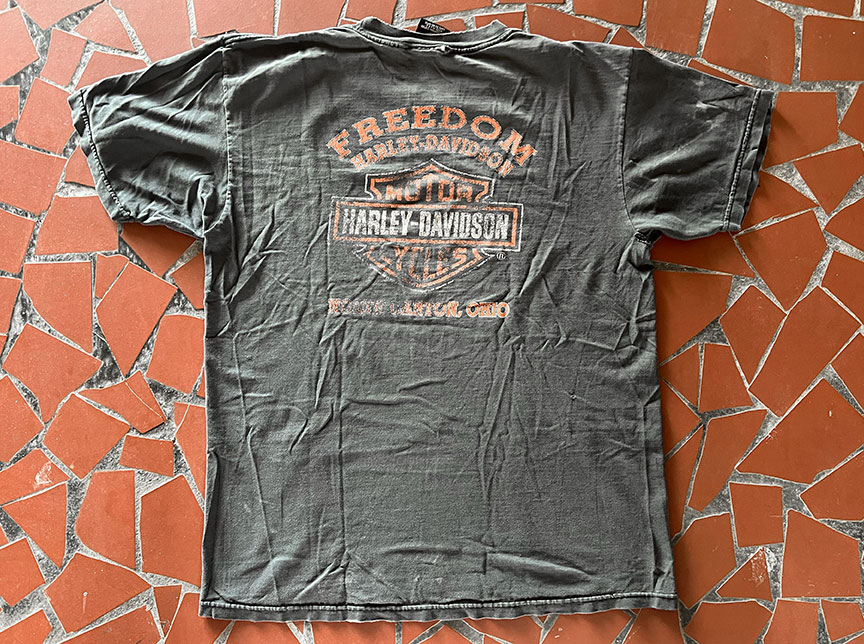 FREEDOM
HARLEY-DAVIDSON
MOTOR
HARLEY-DAVIDSON
CYCLES
®
CANTON, OHIO